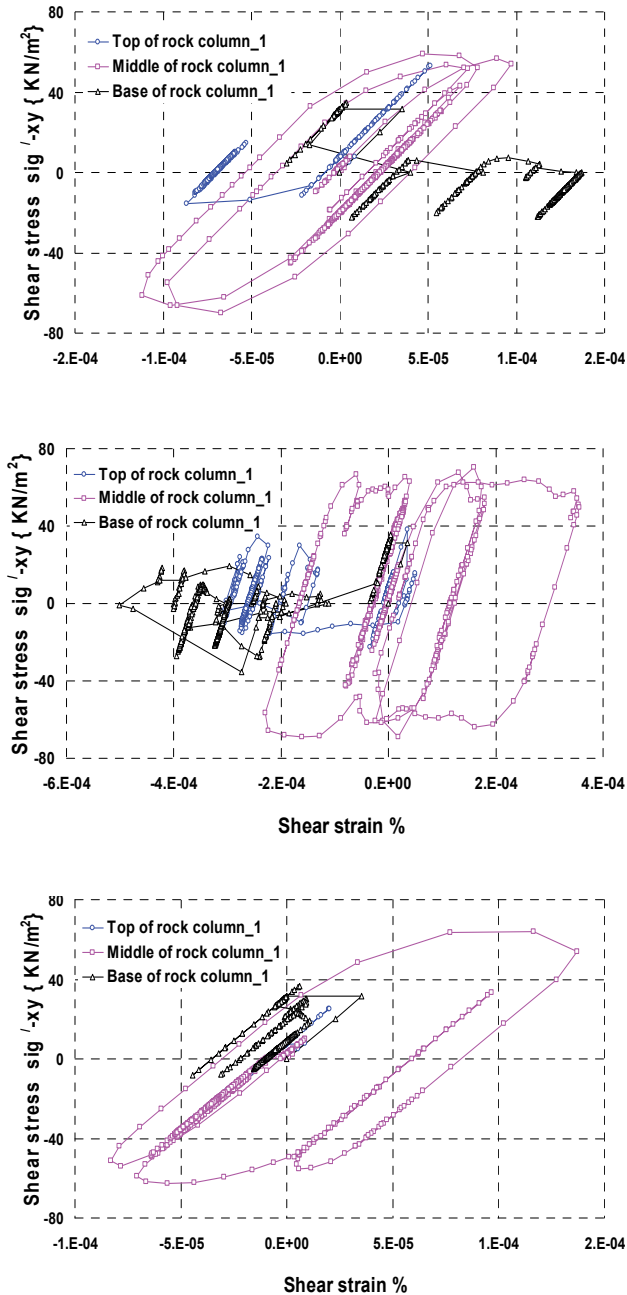 80
Top of rock column_1
Middle of rock column_1
Base of rock column_1
40
0
-40
-80
Shear stress sig '-xy { KN/m²}
-2.E-04 -1.E-04 -5.E-05 0.E+00 5.E-05 1.E-04 2.E-04
80
Top of rock column_1
Middle of rock column_1
Base of rock column_1
40
0
-40
-80
Shear stress sig '-xy { KN/m²}
-6.E-04 -4.E-04 -2.E-04 0.E+00 2.E-04 4.E-04
Shear strain %
80
Top of rock column_1
Middle of rock column_1
Base of rock column_1
40
0
-40
-80
Shear stress sig '-xy { KN/m²}
-1.E-04 -5.E-05 0.E+00 5.E-05 1.E-04 2.E-04
Shear strain %